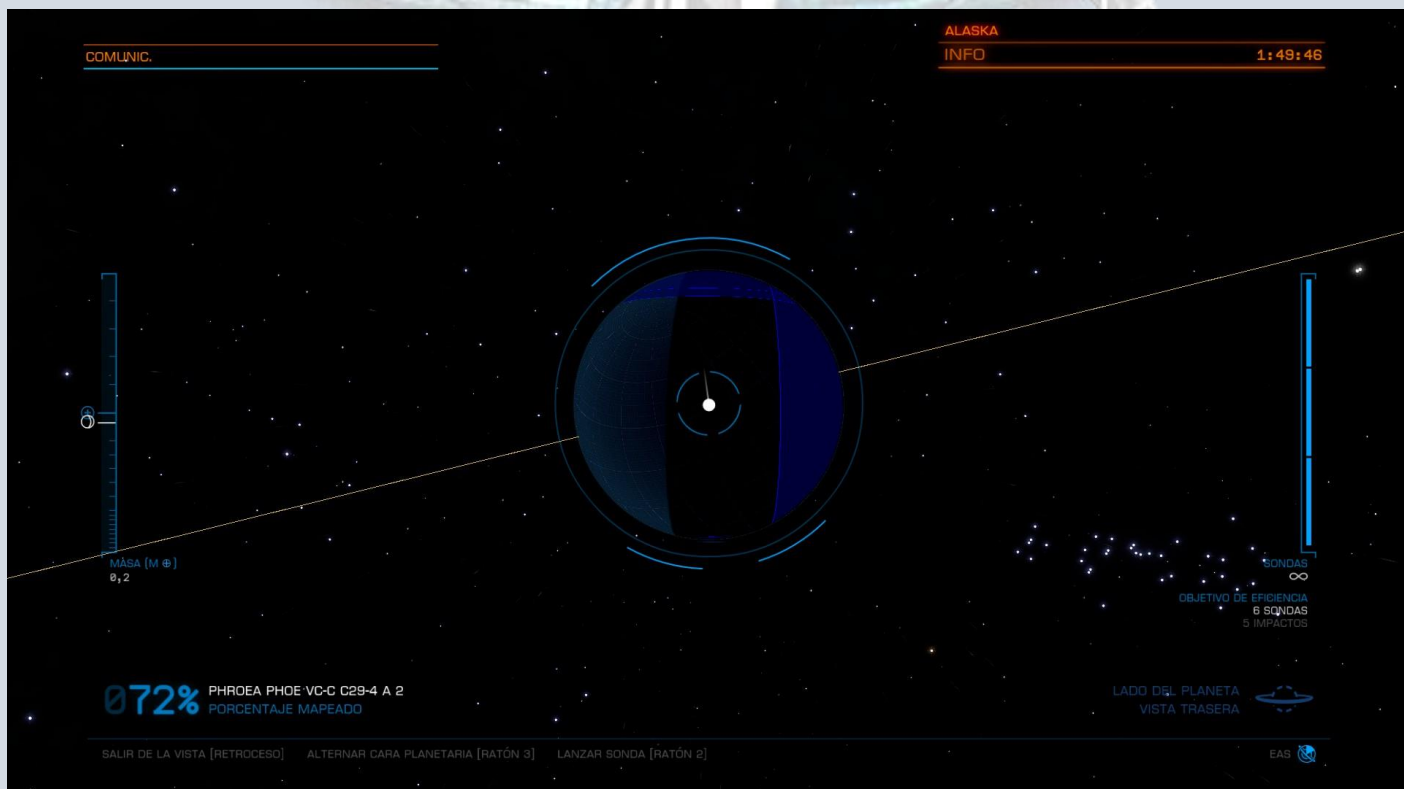 COMUNIC.
ALASKA
INFO 1:49:46
MASA [M ⊕]
0,2
SONDAS
∞
OBJETIVO DE EFICIENCIA
6 SONDAS
5 IMPACTOS
072% PHROEA PHOE VC-C C29-4 A 2
PORCENTAJE MAPEADO
LADO DEL PLANETA
VISTA TRASERA
SALIR DE LA VISTA [RETROCESO] ALTERNAR CARA PLANETARIA [RATÓN 3] LANZAR SONDA [RATÓN 2]
EAS